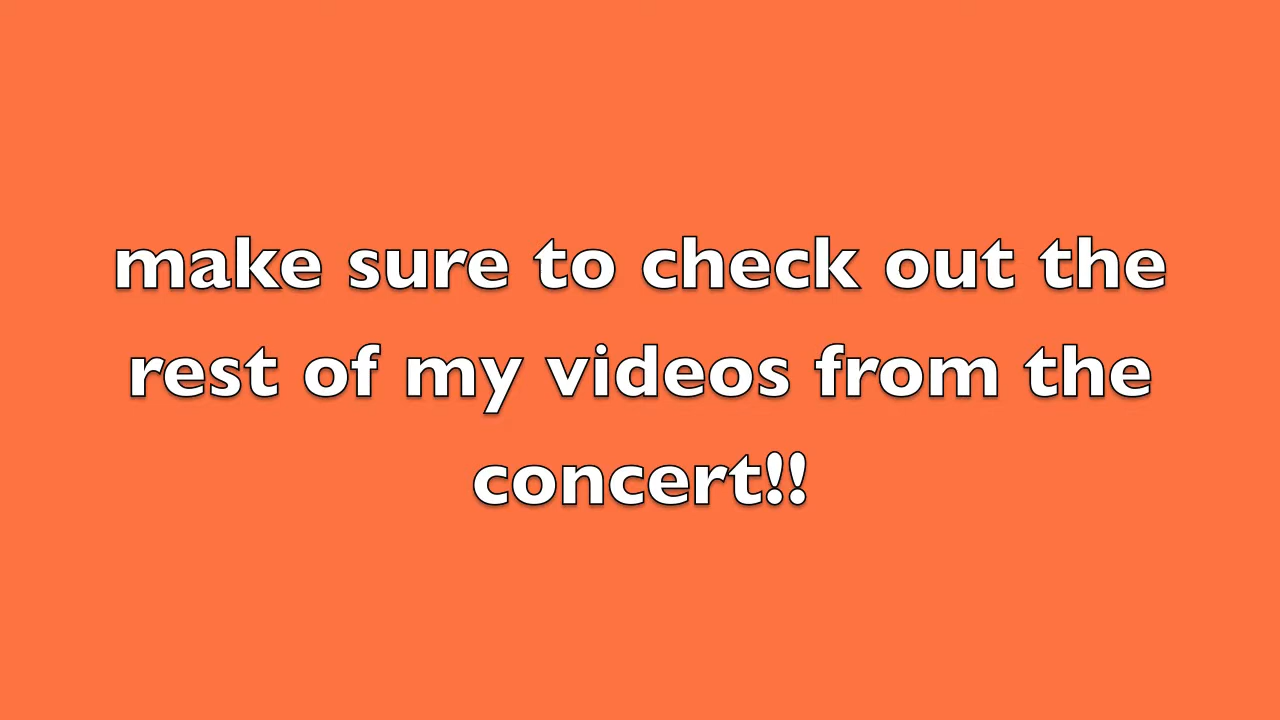 make sure to check out the
rest of my videos from the
concert!!